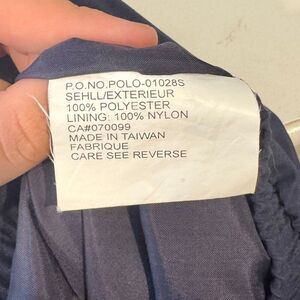 P.O.NO.POLO-01028S
SEHLL/EXTERIEUR
100% POLYESTER
LINING: 100% NYLON
CA#070099
MADE IN TAIWAN
FABRIQUE
CARE SEE REVERSE